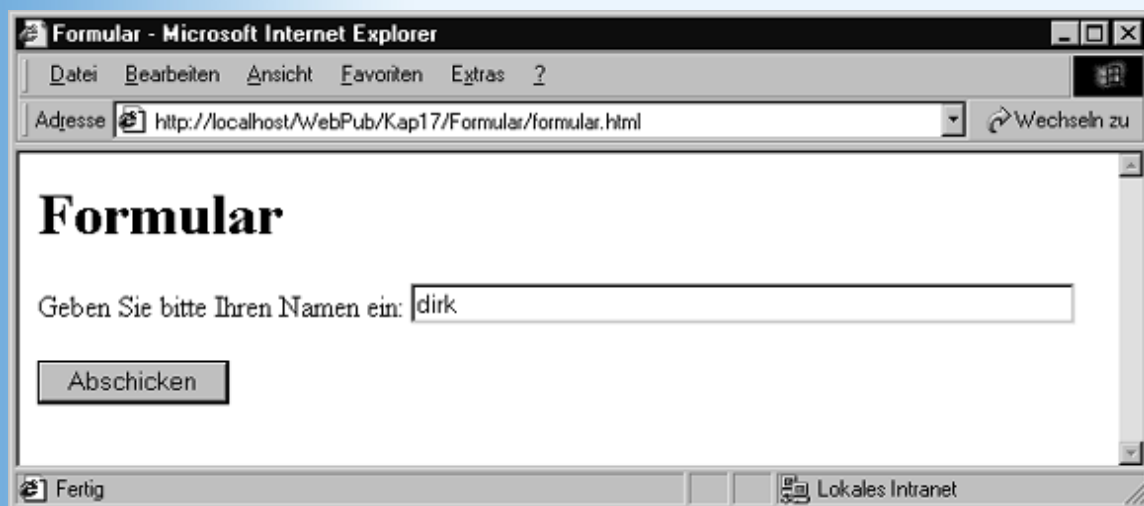 Formular - Microsoft Internet Explorer
Datei Bearbeiten Ansicht Favoriten Extras ?
Adresse http://localhost/WebPub/Kap17/Formular/formular.html Wechseln zu
Formular
Geben Sie bitte Ihren Namen ein: dirk
Abschicken
Fertig Lokales Intranet